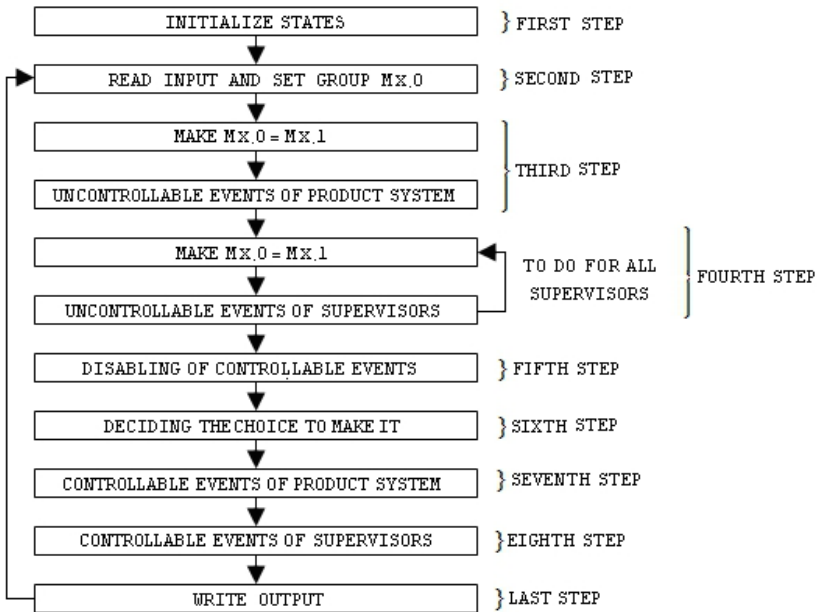 INITIALIZE STATES
} FIRST STEP
READ INPUT AND SET GROUP MX.0
} SECOND STEP
MAKE MX.0 = MX.1
UNCONTROLLABLE EVENTS OF PRODUCT SYSTEM
} THIRD STEP
MAKE MX.0 = MX.1
UNCONTROLLABLE EVENTS OF SUPERVISORS
TO DO FOR ALL
SUPERVISORS
} FOURTH STEP
DISABLING OF CONTROLLABLE EVENTS
} FIFTH STEP
DECIDING THE CHOICE TO MAKE IT
} SIXTH STEP
CONTROLLABLE EVENTS OF PRODUCT SYSTEM
} SEVENTH STEP
CONTROLLABLE EVENTS OF SUPERVISORS
} EIGHTH STEP
WRITE OUTPUT
} LAST STEP